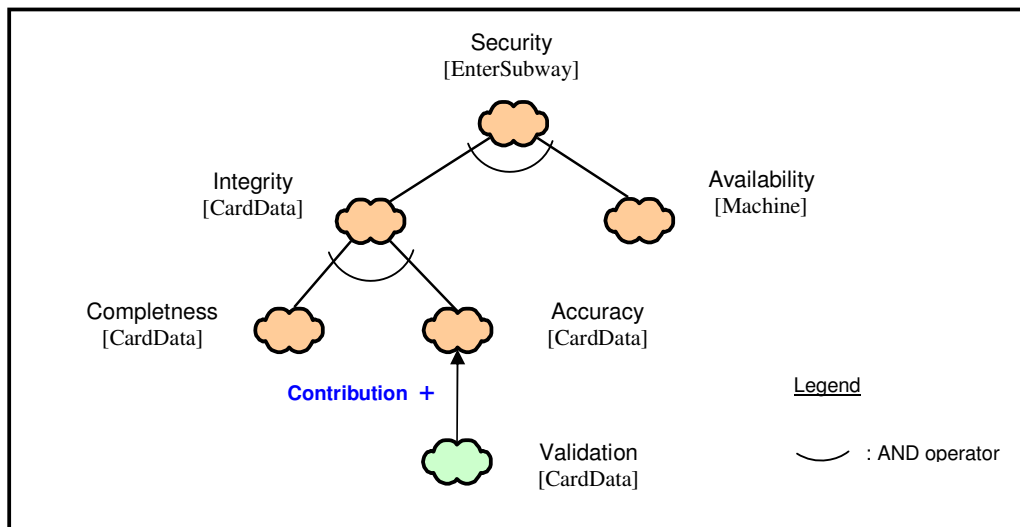 Security
[EnterSubway]
Integrity
[CardData]
Availability
[Machine]
Completness
[CardData]
Accuracy
[CardData]
Contribution +
Legend
Validation
[CardData]
: AND operator